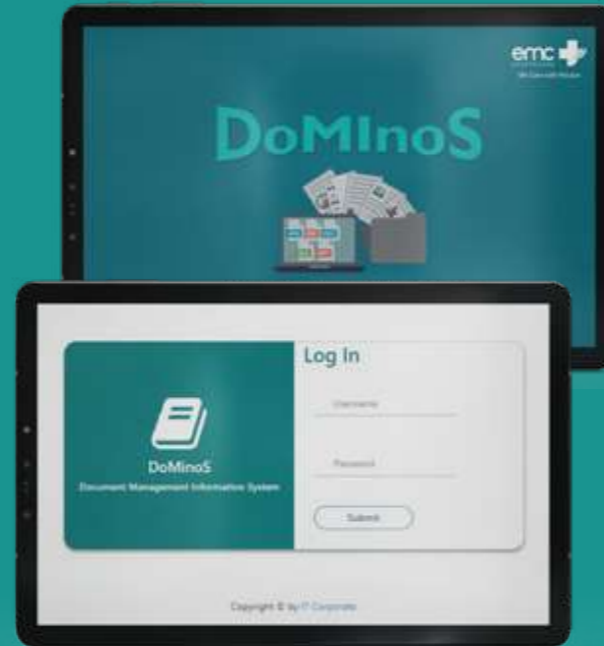 emc
DoMInoS
Log In
Username
Password
Submit
DoMinoS
Document Management Information System
Copyright © by IT Corporate